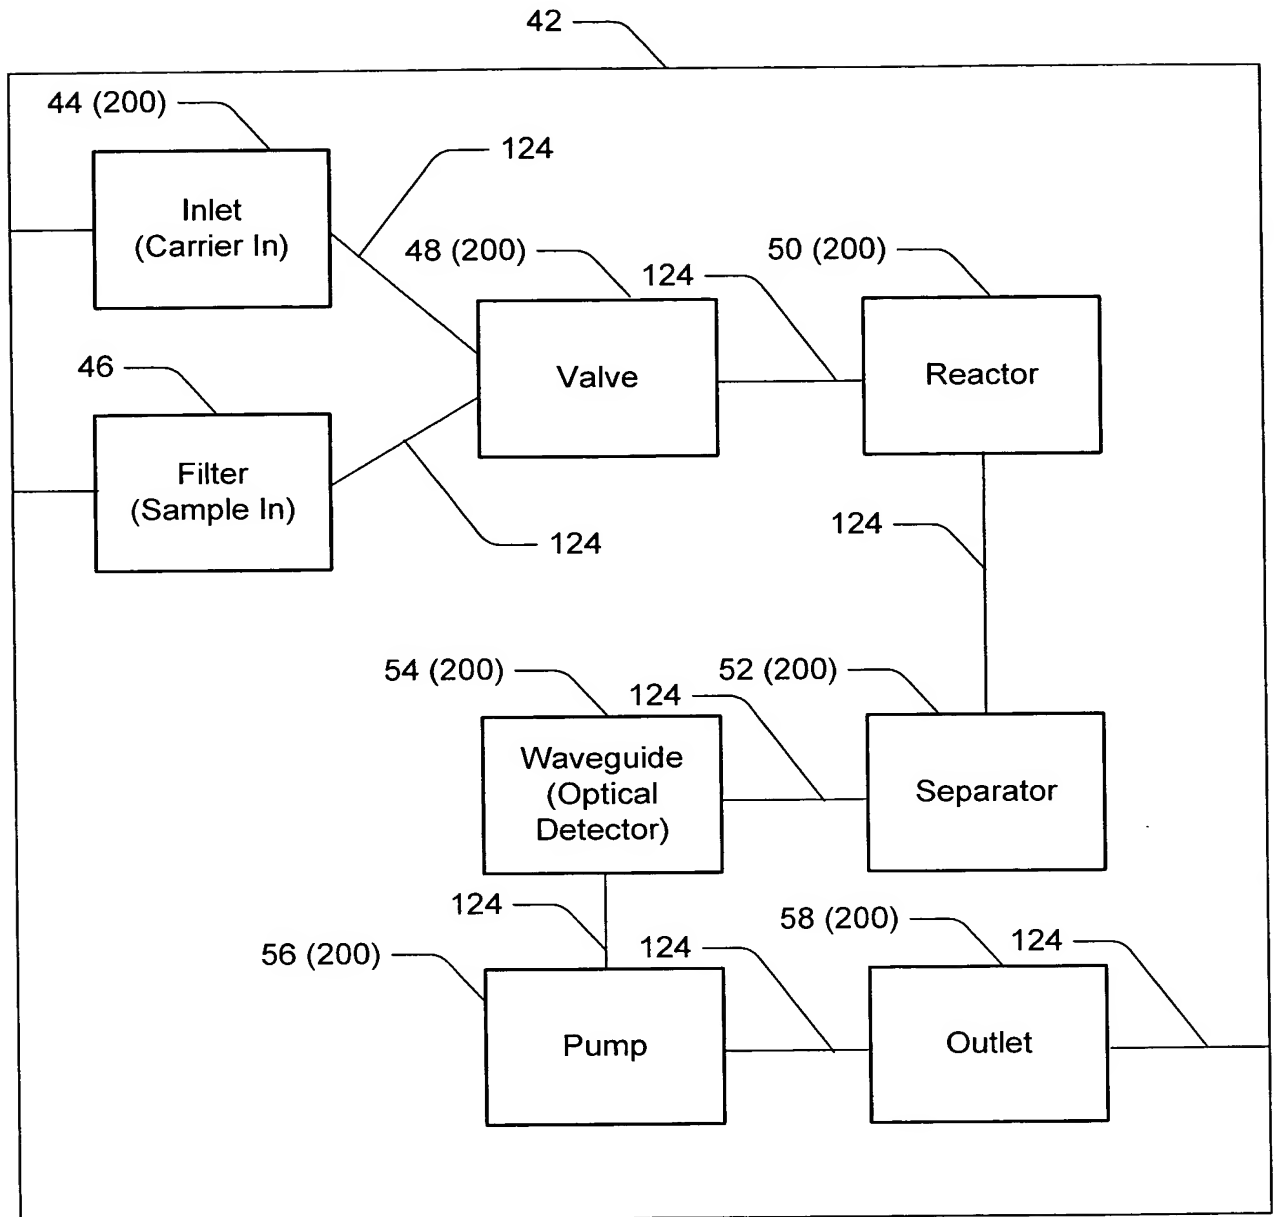 42
44 (200)
124
Inlet
(Carrier In)
48 (200)
124
50 (200)
Valve
Reactor
46
Filter
(Sample In)
124
124
54 (200)
124
52 (200)
Waveguide
(Optical
Detector)
Separator
124
56 (200)
124
58 (200)
124
Pump
Outlet